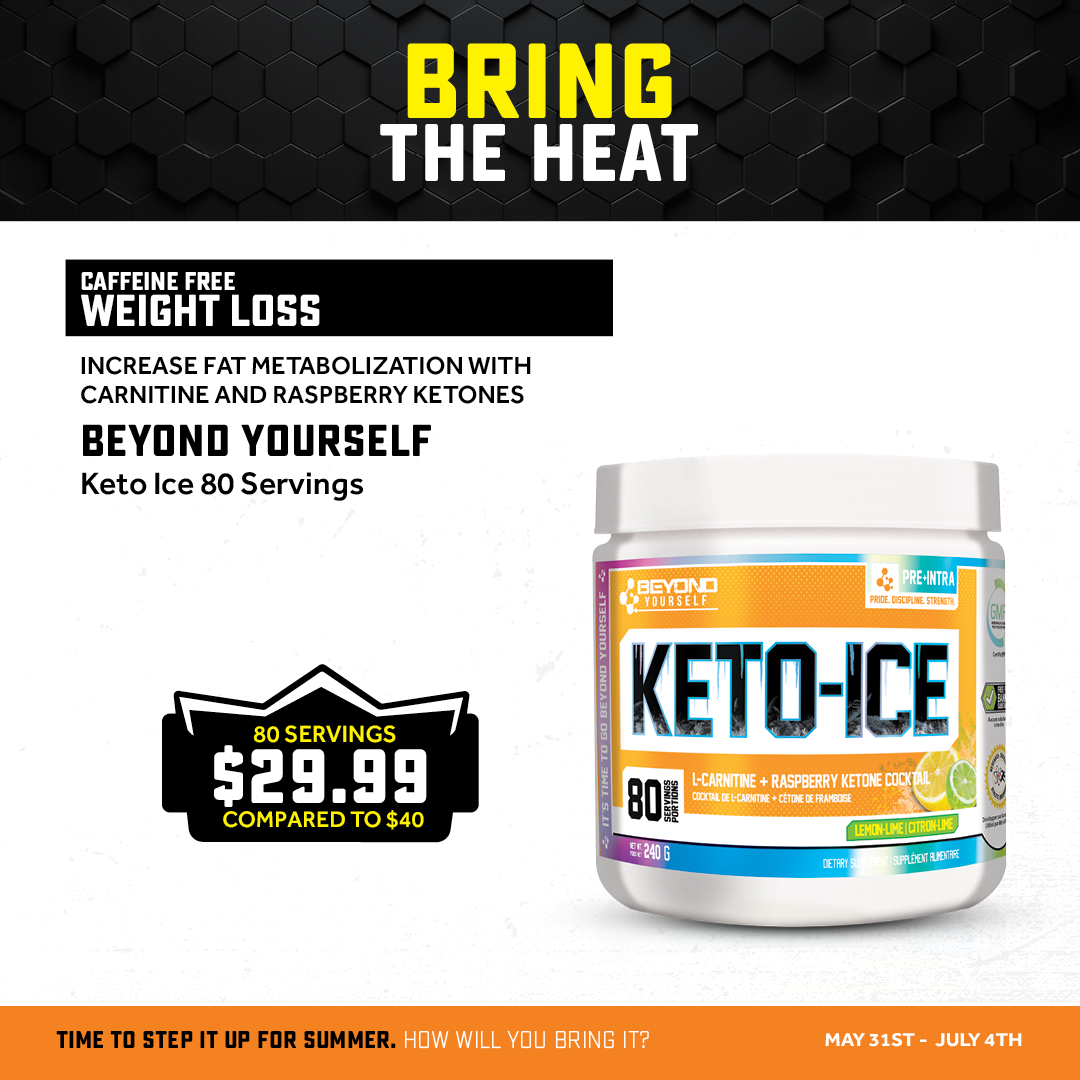 BRING
THE HEAT
CAFFEINE FREE
WEIGHT LOSS
INCREASE FAT METABOLIZATION WITH
CARNITINE AND RASPBERRY KETONES
BEYOND YOURSELF
Keto Ice 80 Servings
80 SERVINGS
$29.99
COMPARED TO $40
IT'S TIME TO GO BEYOND YOURSELF
BEYOND
YOURSELF
PRE+INTRA
PRIDE. DISCIPLINE. STRENGTH.
KETO-ICE
80
SERVINGS
PORTIONS
L-CARNITINE + RASPBERRY KETONE COCKTAIL
COCKTAIL DE L-CARNITINE + CÉTONE DE FRAMBOISE
LEMON-LIME | CITRON-LIME
240 G
DIETARY SUPPLEMENT | SUPPLÉMENT ALIMENTAIRE
GMP
TIME TO STEP IT UP FOR SUMMER. HOW WILL YOU BRING IT?
MAY 31ST - JULY 4TH